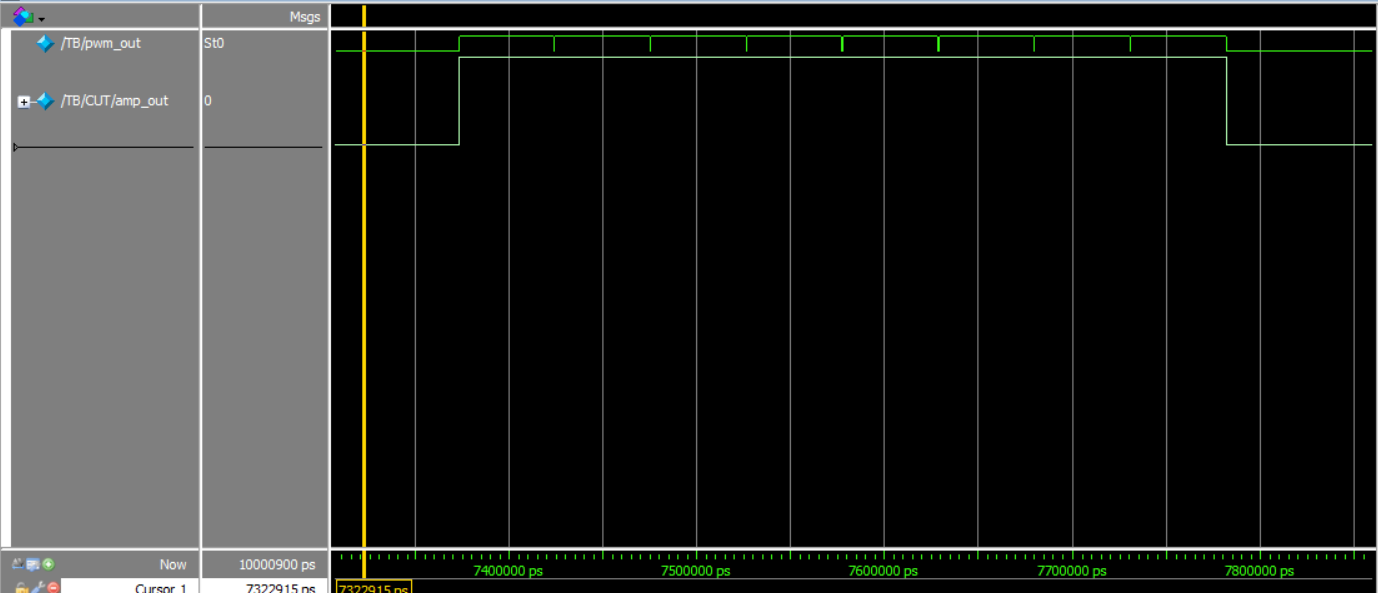 Msgs
/TB/pwm_out St0
/TB/CUT/amp_out 0
Now 10000900 ps 7400000 ps 7500000 ps 7600000 ps 7700000 ps 7800000 ps
Cursor 1 7322915 ps 7322915 ps